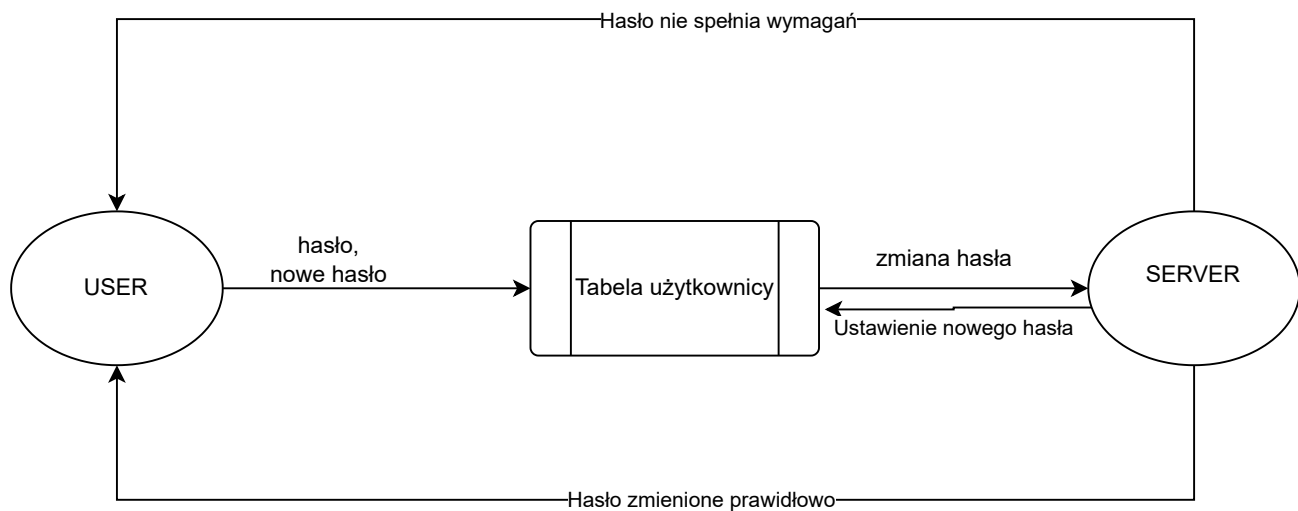 Hasło nie spełnia wymagań
hasło,
nowe hasło
zmiana hasła
USER
Tabela użytkownicy
SERVER
Ustawienie nowego hasła
Hasło zmienione prawidłowo